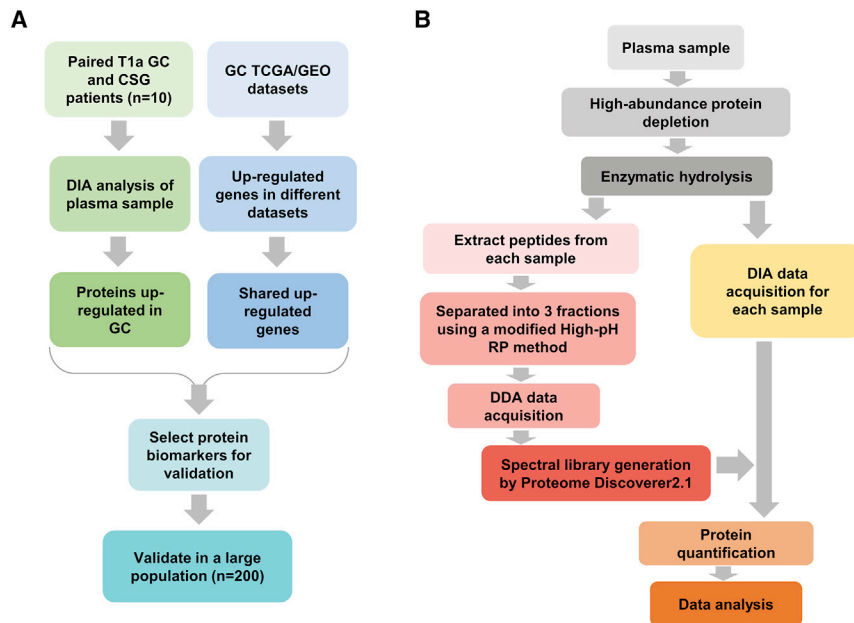 A
Paired T1a GC
and CSG
patients (n=10)
GC TCGA/GEO
datasets
DIA analysis of
plasma sample
Up-regulated
genes in different
datasets
Proteins up-
regulated in
GC
Shared up-
regulated
genes
Select protein
biomarkers for
validation
Validate in a large
population (n=200)
B
Plasma sample
High-abundance protein
depletion
Enzymatic hydrolysis
Extract peptides from
each sample
DIA data
acquisition for
each sample
Separated into 3 fractions
using a modified High-pH
RP method
DDA data
acquisition
Spectral library generation
by Proteome Discoverer2.1
Protein
quantification
Data analysis